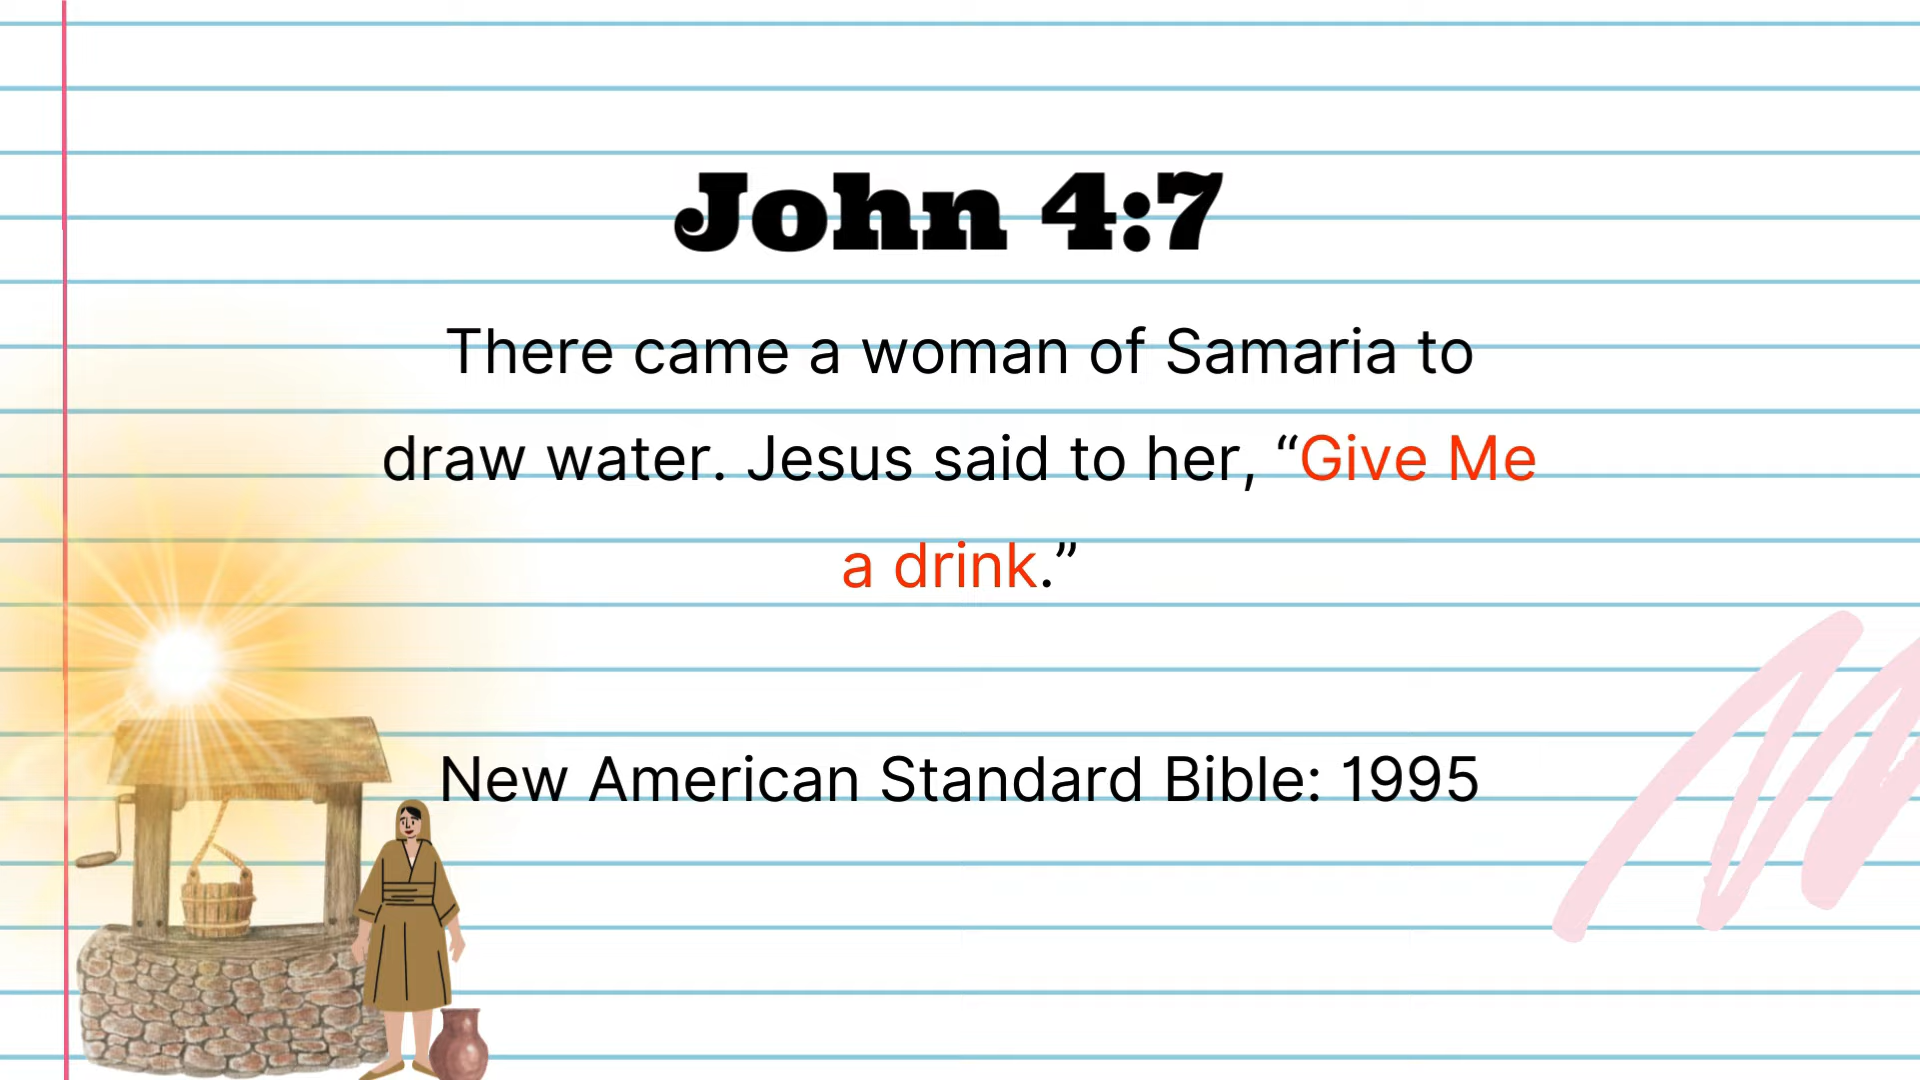 John 4:7
There came a woman of Samaria to
draw water. Jesus said to her, “Give Me
a drink.”
New American Standard Bible: 1995